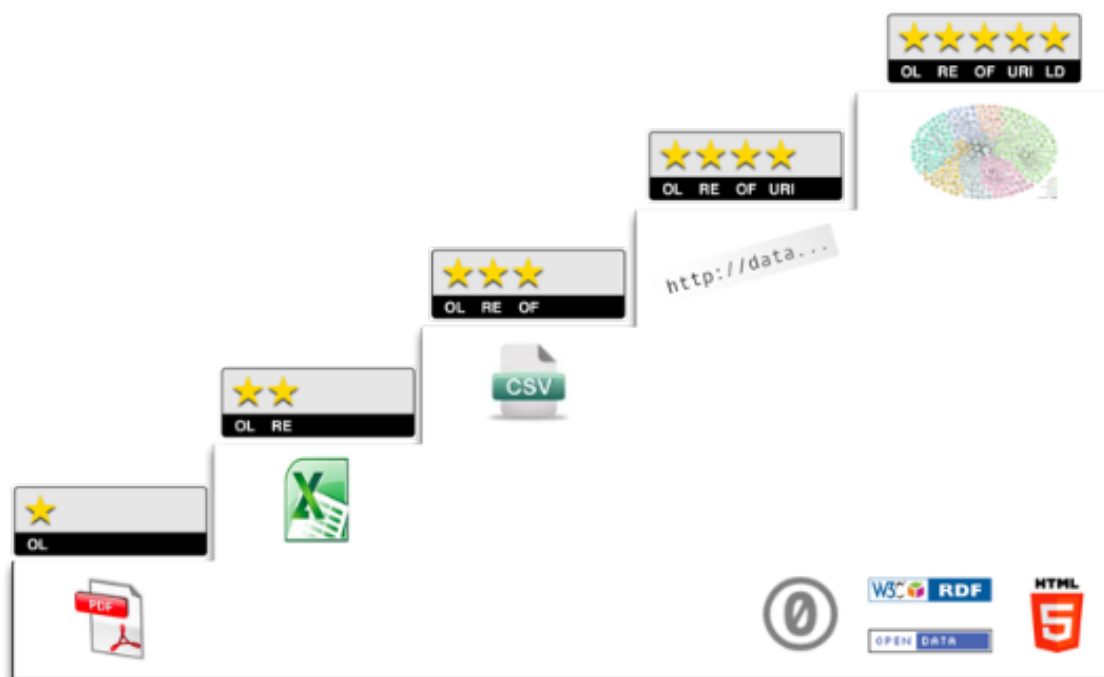 OL RE OF URI LD
OL RE OF URI
http://data...
OL RE OF
CSV
OL RE
X
OL
PDF
0
W3C RDF
OPEN DATA
HTML
5